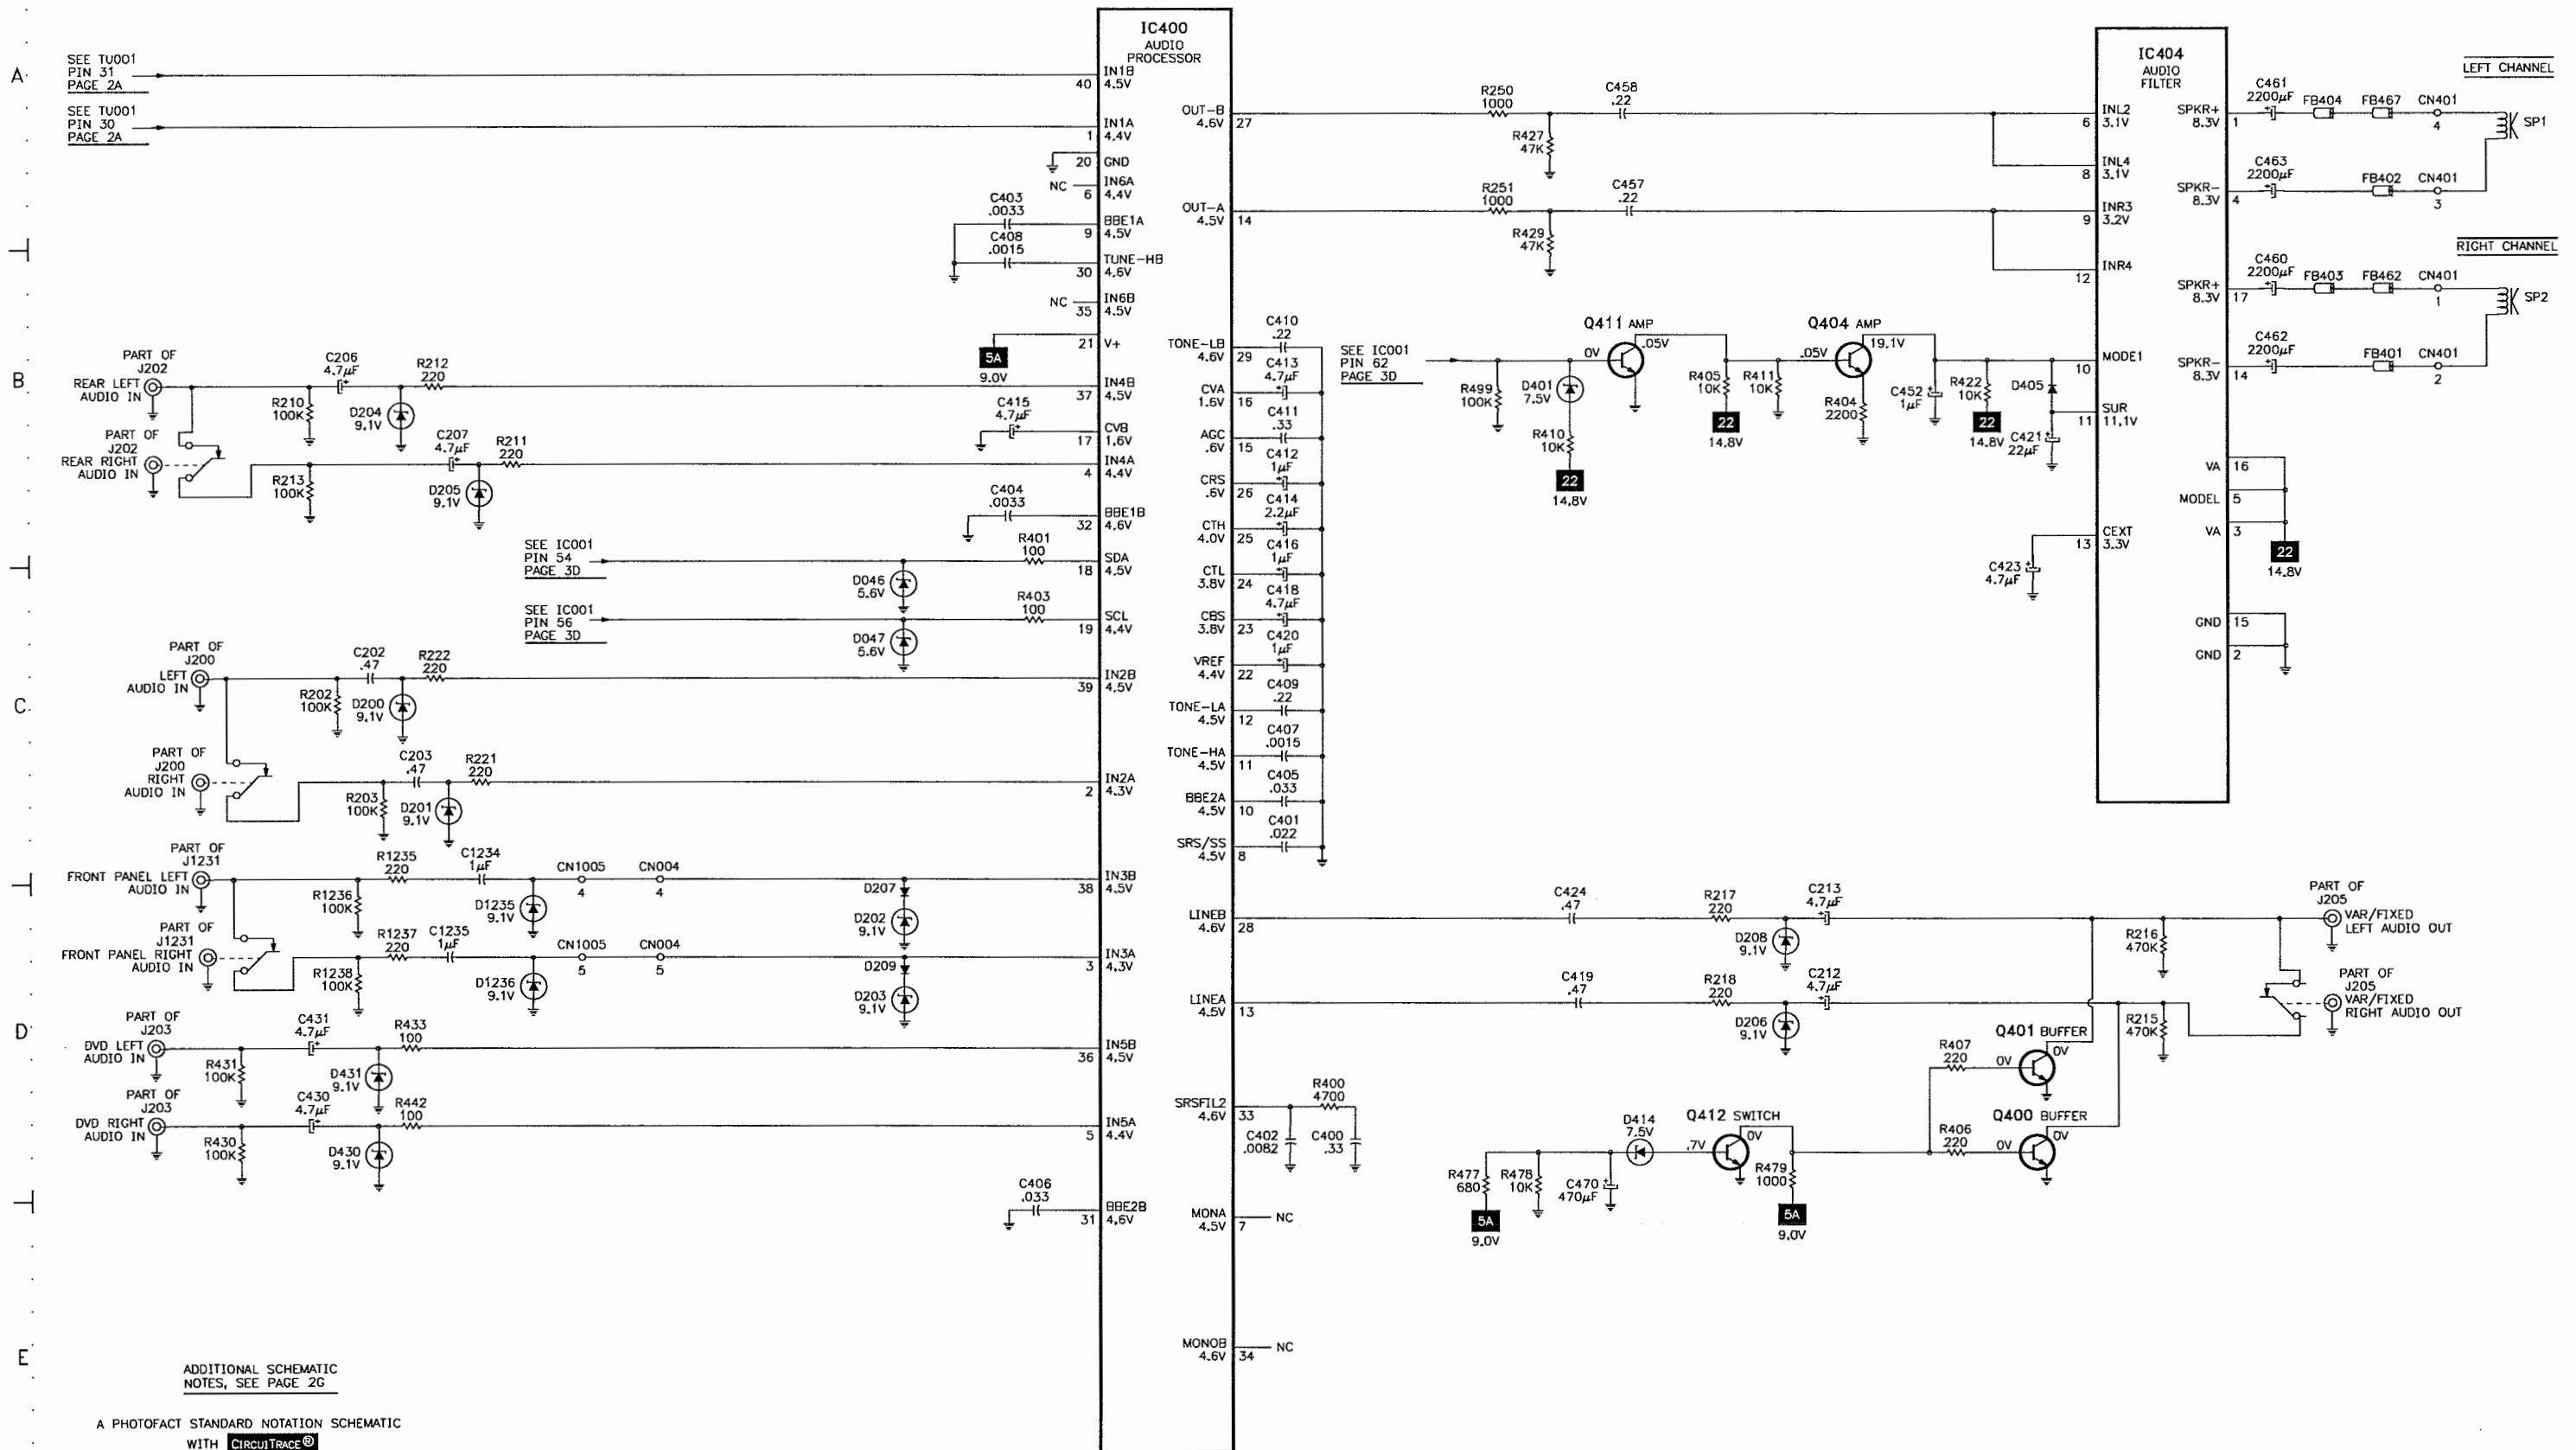 A
SEE TU001
PIN 31
PAGE 2A
SEE TU001
PIN 30
PAGE 2A
IC400
AUDIO
PROCESSOR
40 IN1B
4.5V
1 IN1A
4.4V
20 GND
NC
6 IN6A
4.4V
C403
.0033
9 BBE1A
4.5V
C408
.0015
30 TUNE-HB
4.6V
NC
35 IN6B
4.5V
21 V+
5A
9.0V
B
PART OF
J202
REAR LEFT
AUDIO IN
R210
100K
C206
4.7µF
D204
9.1V
R212
220
37 IN4B
4.5V
C415
4.7µF
17 CVB
1.6V
PART OF
J202
REAR RIGHT
AUDIO IN
R213
100K
C207
4.7µF
D205
9.1V
R211
220
4 IN4A
4.4V
C404
.0033
32 BBE1B
4.6V
SEE IC001
PIN 54
PAGE 3D
D046
5.6V
R401
100
18 SDA
4.5V
SEE IC001
PIN 56
PAGE 3D
D047
5.6V
R403
100
19 SCL
4.4V
C
PART OF
J200
LEFT
AUDIO IN
R202
100K
C202
.47
D200
9.1V
R222
220
39 IN2B
4.5V
PART OF
J200
RIGHT
AUDIO IN
R203
100K
C203
.47
D201
9.1V
R221
220
2 IN2A
4.3V
PART OF
J1231
FRONT PANEL LEFT
AUDIO IN
R1236
100K
R1235
220
C1234
1µF
D1235
9.1V
CN1005
4
CN004
4
D207
D202
9.1V
38 IN3B
4.5V
PART OF
J1231
FRONT PANEL RIGHT
AUDIO IN
R1238
100K
R1237
220
C1235
1µF
D1236
9.1V
CN1005
5
CN004
5
D209
D203
9.1V
3 IN3A
4.3V
D
PART OF
J203
DVD LEFT
AUDIO IN
R431
100K
C431
4.7µF
D431
9.1V
R433
100
36 IN5B
4.5V
PART OF
J203
DVD RIGHT
AUDIO IN
R430
100K
C430
4.7µF
D430
9.1V
R442
100
5 IN5A
4.4V
C406
.033
31 BBE2B
4.6V
E
ADDITIONAL SCHEMATIC
NOTES, SEE PAGE 2G
A PHOTOFACT STANDARD NOTATION SCHEMATIC
WITH CIRCUITRACE®
OUT-B
4.6V 27
R250
1000
R427
47K
C458
.22
OUT-A
4.5V 14
R251
1000
R429
47K
C457
.22
TONE-LB
4.6V 29
C410
.22
CVA
1.6V 16
C413
4.7µF
AGC
.6V 15
C411
.33
CRS
.6V 26
C412
1µF
CTH
4.0V 25
C414
2.2µF
CTL
3.8V 24
C416
1µF
CBS
3.8V 23
C418
4.7µF
VREF
4.4V 22
C420
1µF
TONE-LA
4.5V 12
C409
.22
TONE-HA
4.5V 11
C407
.0015
BBE2A
4.5V 10
C405
.033
SRS/SS
4.5V 8
C401
.022
SEE IC001
PIN 62
PAGE 3D
R499
100K
D401
7.5V
R410
10K
22
14.8V
Q411 AMP
0V
.05V
R405
10K
22
14.8V
R411
10K
Q404 AMP
.05V
19.1V
R404
2200
C452
1µF
R422
10K
22
14.8V
D405
C421
22µF
C423
4.7µF
IC404
AUDIO
FILTER
6 INL2
3.1V
8 INL4
3.1V
9 INR3
3.2V
12 INR4
10 MODE1
11 SUR
11.1V
13 CEXT
3.3V
SPKR+
8.3V 1
C461
2200µF
FB404
FB467
CN401
4
SP1
LEFT CHANNEL
SPKR-
8.3V 4
C463
2200µF
FB402
CN401
3
RIGHT CHANNEL
SPKR+
8.3V 17
C460
2200µF
FB403
FB462
CN401
1
SP2
SPKR-
8.3V 14
C462
2200µF
FB401
CN401
2
VA 16
MODEL 5
VA 3
22
14.8V
GND 15
GND 2
LINEB
4.6V 28
C424
.47
R217
220
D208
9.1V
C213
4.7µF
R216
470K
PART OF
J205
VAR/FIXED
LEFT AUDIO OUT
LINEA
4.5V 13
C419
.47
R218
220
D206
9.1V
C212
4.7µF
R215
470K
PART OF
J205
VAR/FIXED
RIGHT AUDIO OUT
SRSFIL2
4.6V 33
C402
.0082
R400
4700
C400
.33
R477
680
5A
9.0V
R478
10K
C470
470µF
D414
7.5V
Q412 SWITCH
.7V
0V
R479
1000
5A
9.0V
R407
220
Q401 BUFFER
0V
0V
R406
220
Q400 BUFFER
0V
0V
MONA
4.5V 7
NC
MONOB
4.6V 34
NC